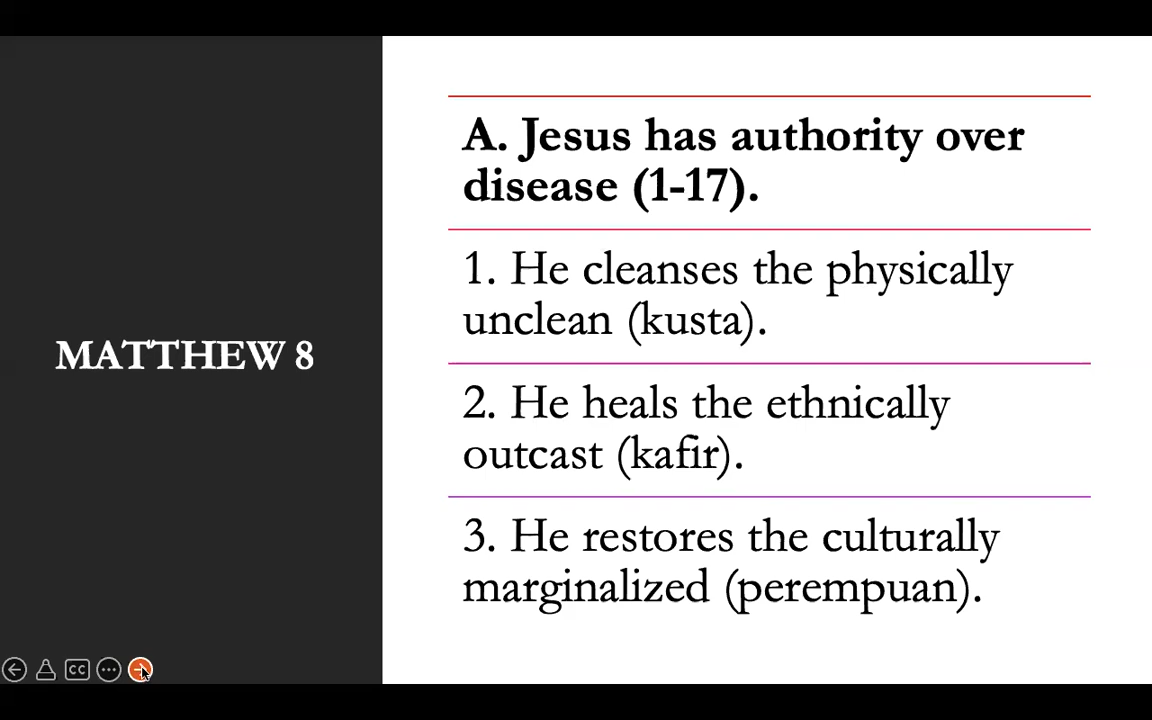 MATTHEW 8
A. Jesus has authority over
disease (1-17).
1. He cleanses the physically
unclean (kusta).
2. He heals the ethnically
outcast (kafir).
3. He restores the culturally
marginalized (perempuan).
CC